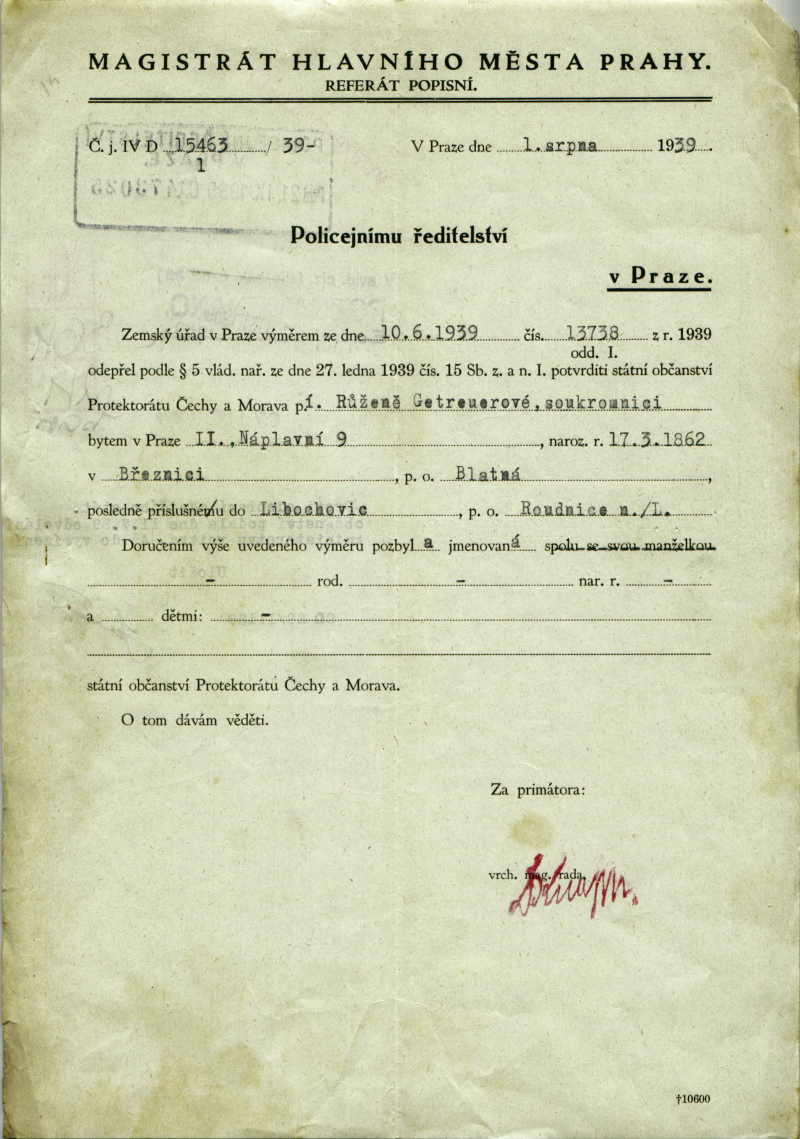 MAGISTRÁT HLAVNÍHO MĚSTA PRAHY.
REFERÁT POPISNÍ.
Č. j. IV D 15463 / 39-
1
V Praze dne 1. srpna 1939.
Policejnímu ředitelství
v Praze.
Zemský úřad v Praze výměrem ze dne 10.6.1939 čís. 13738 z r. 1939
odd. I.
odepřel podle § 5 vlád. nař. ze dne 27. ledna 1939 čís. 15 Sb. z. a n. I. potvrditi státní občanství
Protektorátu Čechy a Morava pí. Růženě Getreuerové, soukromnici
bytem v Praze II., Náplavní 9, naroz. r. 17.3.1862
v Březnici, p. o. Blatná,
posledně příslušné/mu do Libochovic, p. o. Roudnice n./L.
Doručením výše uvedeného výměru pozbyl a jmenovaná spolu se svou manželkou
- rod. - nar. r. -
a dětmi: -
státní občanství Protektorátu Čechy a Morava.
O tom dávám věděti.
Za primátora:
vrch. mag. rada.
†10600